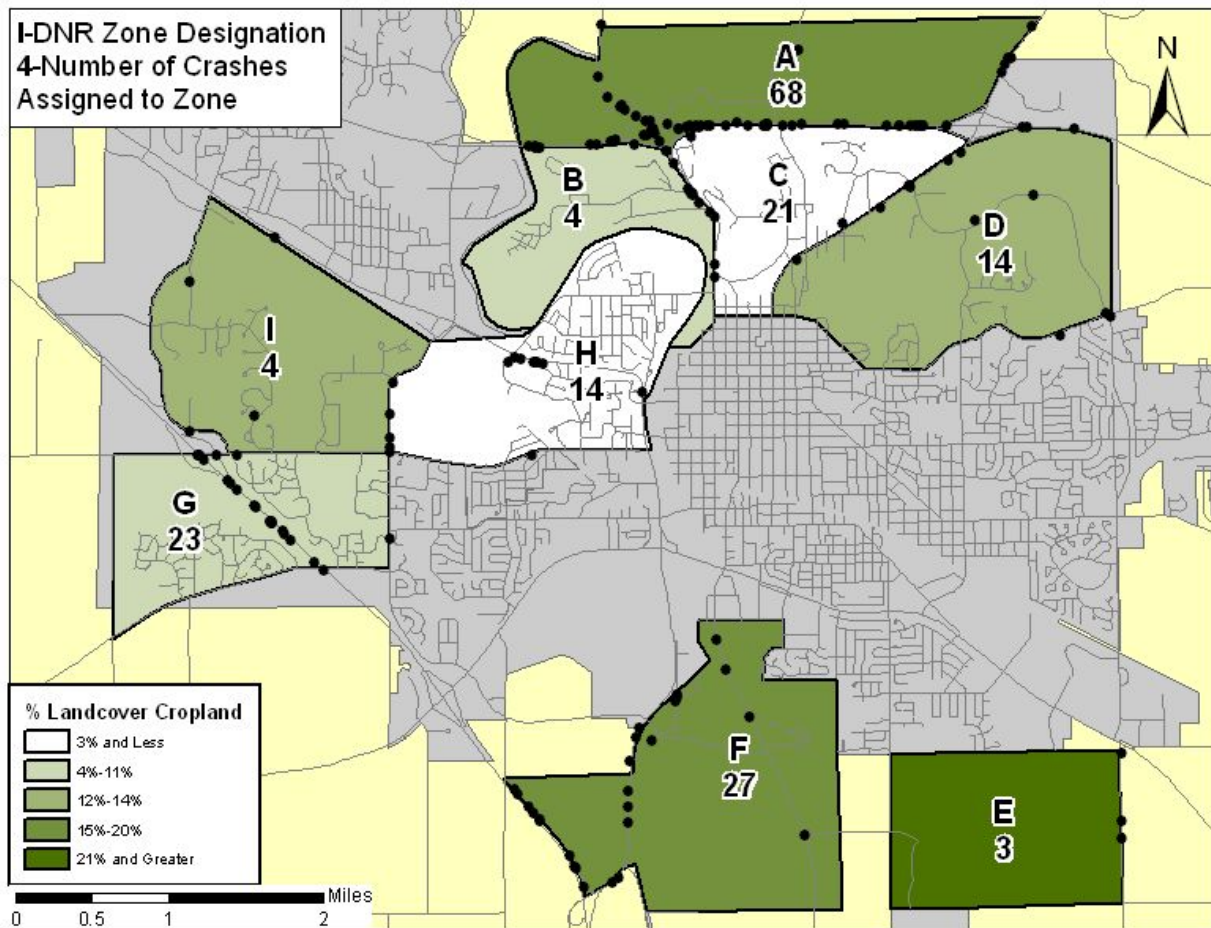 I-DNR Zone Designation
4-Number of Crashes
Assigned to Zone
N
A
68
B
4
C
21
D
14
I
4
H
14
G
23
F
27
E
3
% Landcover Cropland
3% and Less
4%-11%
12%-14%
15%-20%
21% and Greater
Miles
0 0.5 1 2